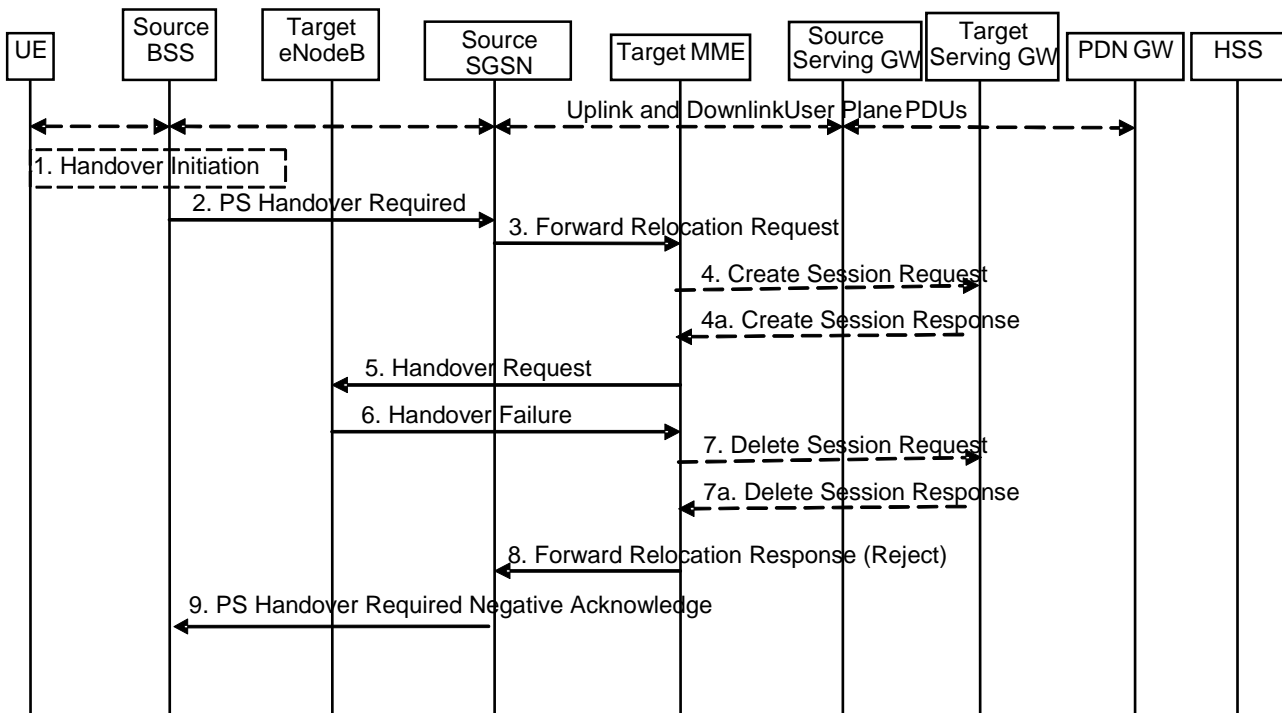 UE
Source
BSS
Target
eNodeB
Source
SGSN
Target MME
Source
Serving GW
Target
Serving GW
PDN GW
HSS
Uplink and DownlinkUser Plane PDUs
1. Handover Initiation
2. PS Handover Required
3. Forward Relocation Request
4. Create Session Request
4a. Create Session Response
5. Handover Request
6. Handover Failure
7. Delete Session Request
7a. Delete Session Response
8. Forward Relocation Response (Reject)
9. PS Handover Required Negative Acknowledge